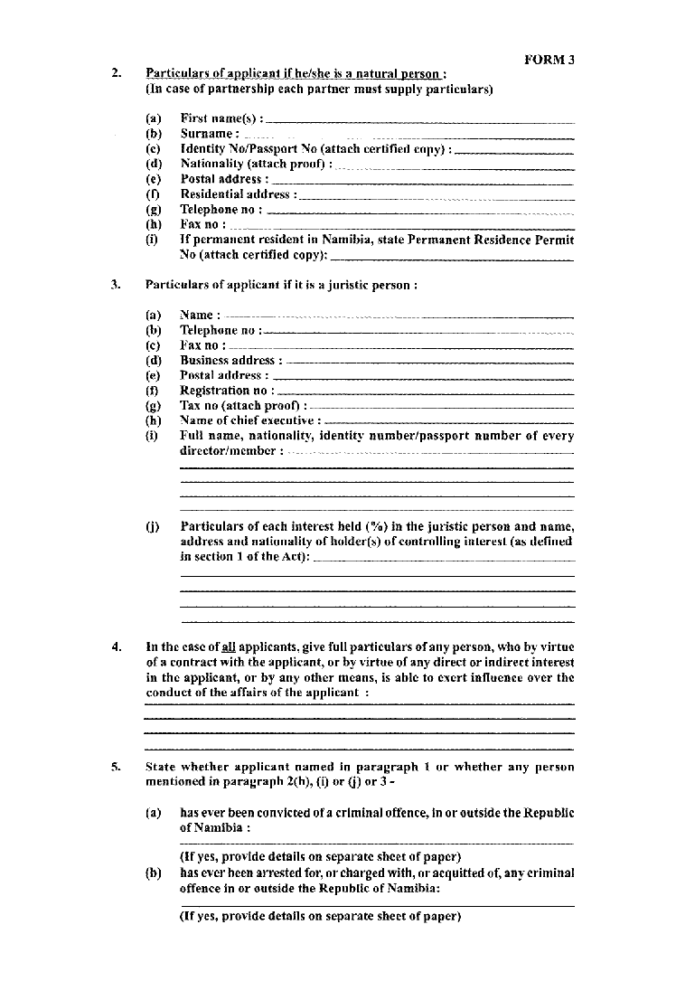 FORM 3
2. Particulars of applicant if he/she is a natural person :
(In case of partnership each partner must supply particulars)
(a) First name(s) :
(b) Surname :
(c) Identity No/Passport No (attach certified copy) :
(d) Nationality (attach proof) :
(e) Postal address :
(f) Residential address :
(g) Telephone no :
(h) Fax no :
(i) If permanent resident in Namibia, state Permanent Residence Permit
No (attach certified copy):
3. Particulars of applicant if it is a juristic person :
(a) Name :
(b) Telephone no :
(c) Fax no :
(d) Business address :
(e) Postal address :
(f) Registration no :
(g) Tax no (attach proof) :
(h) Name of chief executive :
(i) Full name, nationality, identity number/passport number of every
director/member :
(j) Particulars of each interest held (%) in the juristic person and name,
address and nationality of holder(s) of controlling interest (as defined
in section 1 of the Act):
4. In the case of all applicants, give full particulars of any person, who by virtue
of a contract with the applicant, or by virtue of any direct or indirect interest
in the applicant, or by any other means, is able to exert influence over the
conduct of the affairs of the applicant :
5. State whether applicant named in paragraph 1 or whether any person
mentioned in paragraph 2(h), (i) or (j) or 3 -
(a) has ever been convicted of a criminal offence, in or outside the Republic
of Namibia :
(If yes, provide details on separate sheet of paper)
(b) has ever been arrested for, or charged with, or acquitted of, any criminal
offence in or outside the Republic of Namibia:
(If yes, provide details on separate sheet of paper)